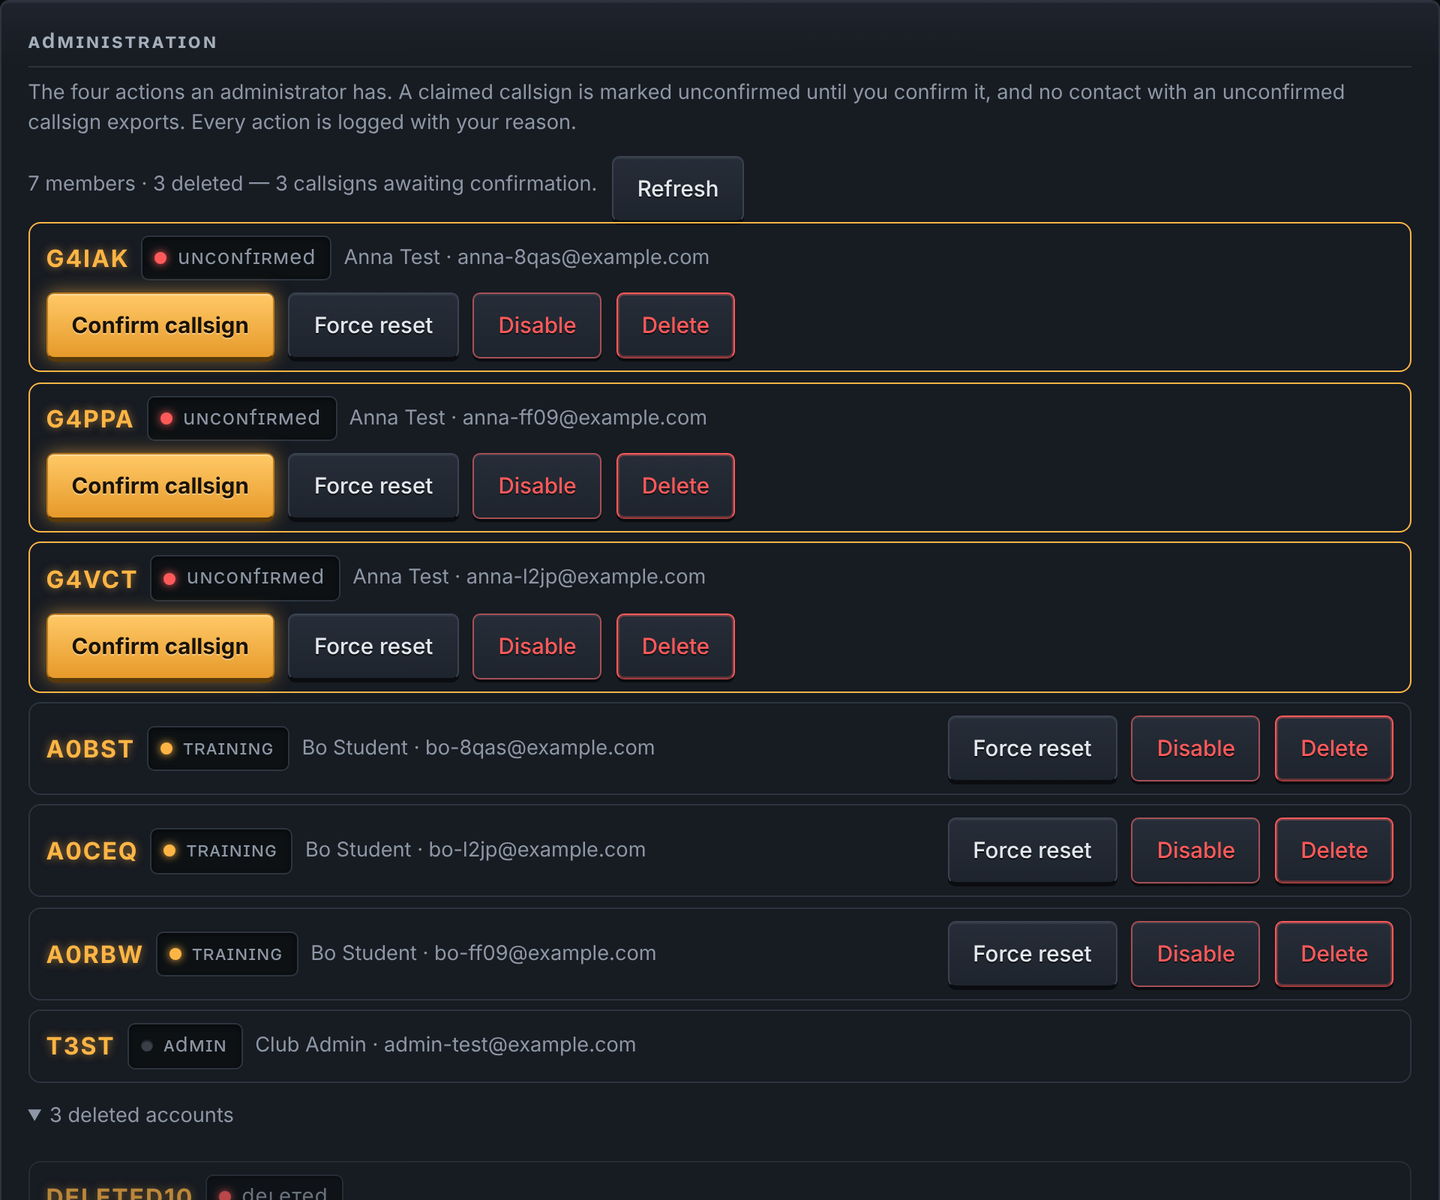 ADMINISTRATION
The four actions an administrator has. A claimed callsign is marked unconfirmed until you confirm it, and no contact with an unconfirmed
callsign exports. Every action is logged with your reason.
7 members · 3 deleted — 3 callsigns awaiting confirmation. Refresh
G4IAK unconfirmed Anna Test · anna-8qas@example.com
Confirm callsign Force reset Disable Delete
G4PPA unconfirmed Anna Test · anna-ff09@example.com
Confirm callsign Force reset Disable Delete
G4VCT unconfirmed Anna Test · anna-l2jp@example.com
Confirm callsign Force reset Disable Delete
A0BST TRAINING Bo Student · bo-8qas@example.com Force reset Disable Delete
A0CEQ TRAINING Bo Student · bo-l2jp@example.com Force reset Disable Delete
A0RBW TRAINING Bo Student · bo-ff09@example.com Force reset Disable Delete
T3ST ADMIN Club Admin · admin-test@example.com
▼ 3 deleted accounts
DELETED10 deleted